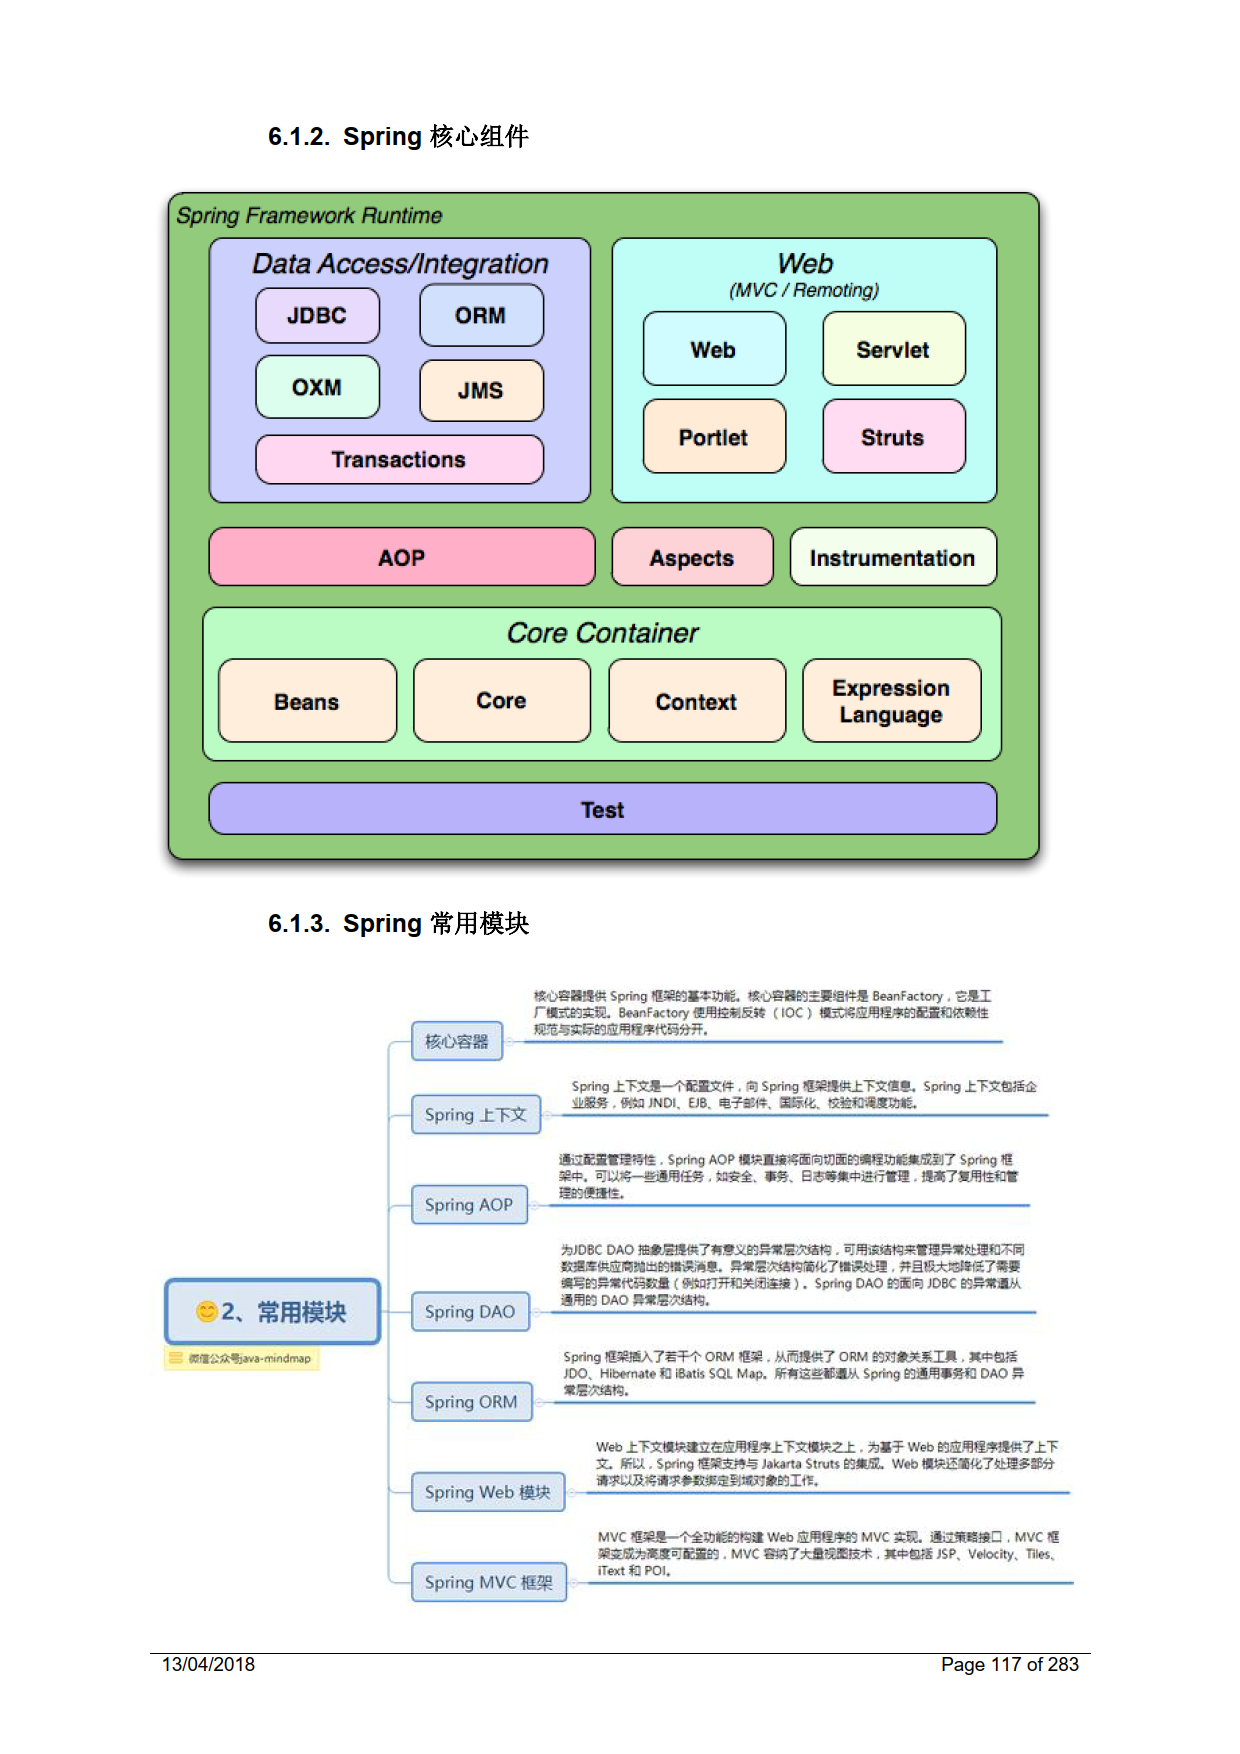 6.1.2. Spring 核心组件
Spring Framework Runtime
Data Access/Integration
JDBC
ORM
OXM
JMS
Transactions
Web
(MVC / Remoting)
Web
Servlet
Portlet
Struts
AOP
Aspects
Instrumentation
Core Container
Beans
Core
Context
Expression
Language
Test
6.1.3. Spring 常用模块
😊2、常用模块
微信公众号java-mindmap
核心容器
核心容器提供 Spring 框架的基本功能。核心容器的主要组件是 BeanFactory，它是工
厂模式的实现。BeanFactory 使用控制反转（IOC）模式将应用程序的配置和依赖性
规范与实际的应用程序代码分开。
Spring 上下文
Spring 上下文是一个配置文件，向 Spring 框架提供上下文信息。Spring 上下文包括企
业服务，例如 JNDI、EJB、电子邮件、国际化、校验和调度功能。
Spring AOP
通过配置管理特性，Spring AOP 模块直接将面向切面的编程功能集成到了 Spring 框
架中。可以将一些通用任务，如安全、事务、日志等集中进行管理，提高了复用性和管
理的便捷性。
Spring DAO
为JDBC DAO 抽象层提供了有意义的异常层次结构，可用该结构来管理异常处理和不同
数据库供应商抛出的错误消息。异常层次结构简化了错误处理，并且极大地降低了需要
编写的异常代码数量（例如打开和关闭连接）。Spring DAO 的面向 JDBC 的异常遵从
通用的 DAO 异常层次结构。
Spring ORM
Spring 框架插入了若干个 ORM 框架，从而提供了 ORM 的对象关系工具，其中包括
JDO、Hibernate 和 iBatis SQL Map。所有这些都遵从 Spring 的通用事务和 DAO 异
常层次结构。
Spring Web 模块
Web 上下文模块建立在应用程序上下文模块之上，为基于 Web 的应用程序提供了上下
文。所以，Spring 框架支持与 Jakarta Struts 的集成。Web 模块还简化了处理多部分
请求以及将请求参数绑定到域对象的工作。
Spring MVC 框架
MVC 框架是一个全功能的构建 Web 应用程序的 MVC 实现。通过策略接口，MVC 框
架变成为高度可配置的，MVC 容纳了大量视图技术，其中包括 JSP、Velocity、Tiles、
iText 和 POI。
13/04/2018
Page 117 of 283